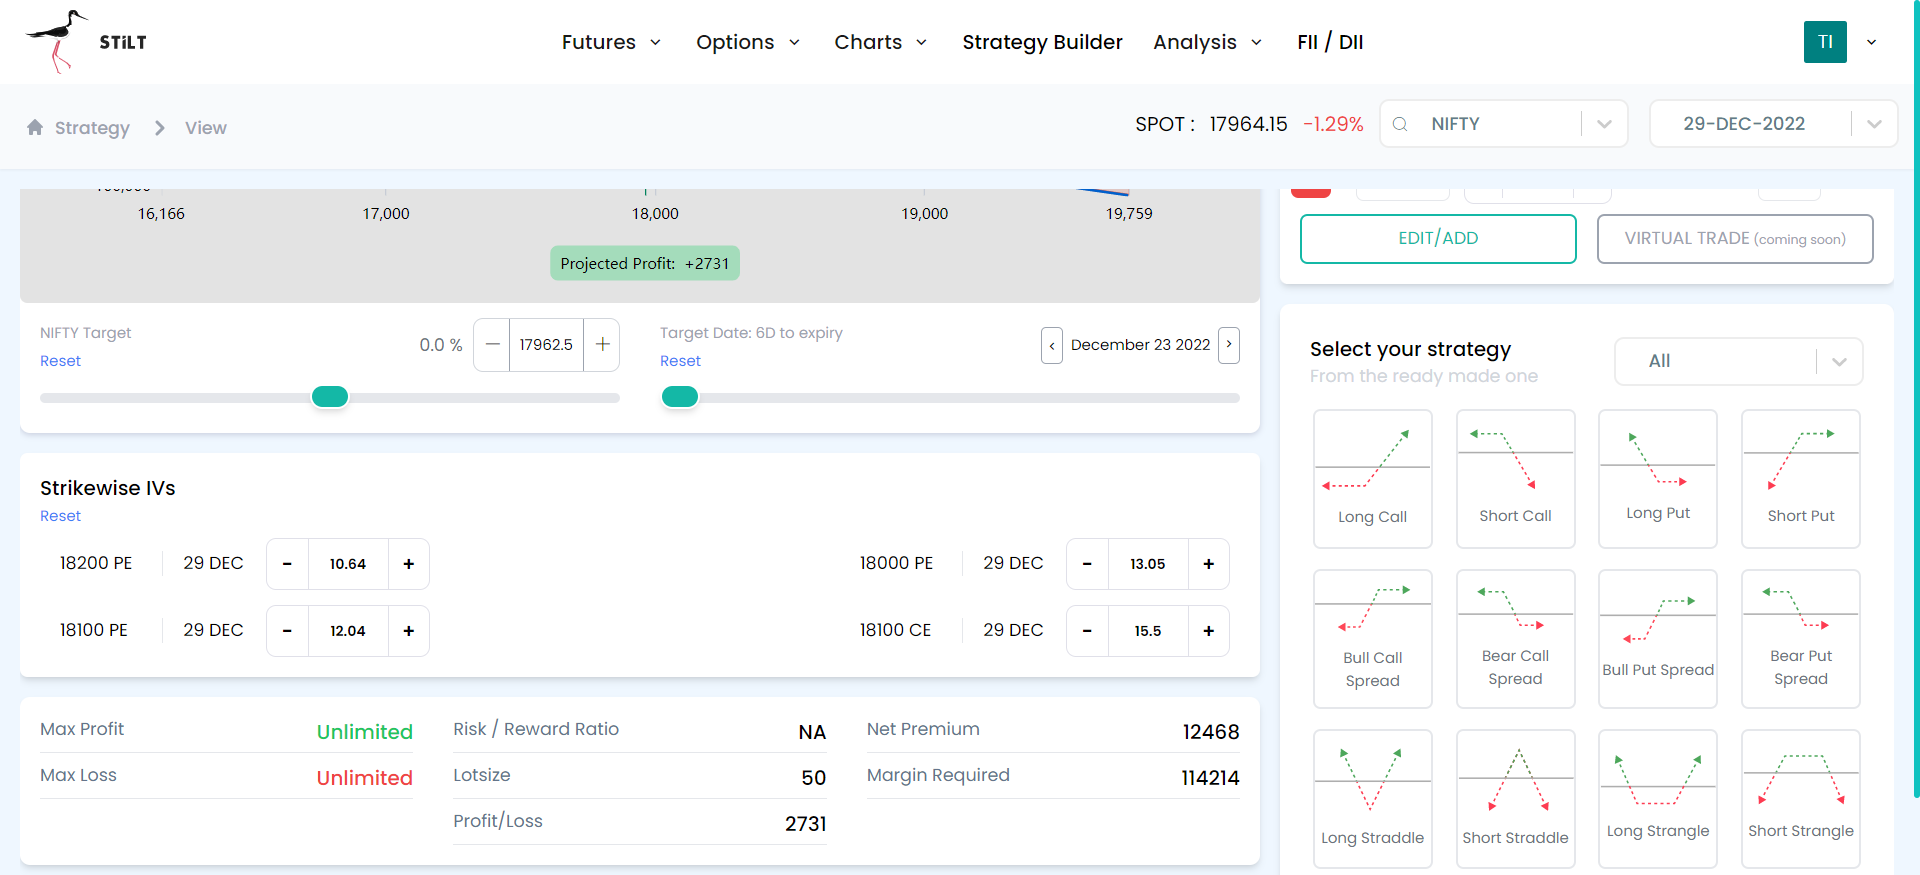 STiLT
Futures Options Charts Strategy Builder Analysis FII / DII
TI
Strategy View
SPOT : 17964.15 -1.29% NIFTY 29-DEC-2022
16,166 17,000 18,000 19,000 19,759
Projected Profit: +2731
NIFTY Target
Reset
0.0 % 17962.5
Target Date: 6D to expiry
Reset
December 23 2022
Strikewise IVs
Reset
18200 PE 29 DEC - 10.64 +
18000 PE 29 DEC - 13.05 +
18100 PE 29 DEC - 12.04 +
18100 CE 29 DEC - 15.5 +
Max Profit Unlimited
Max Loss Unlimited
Risk / Reward Ratio NA
Lotsize 50
Profit/Loss 2731
Net Premium 12468
Margin Required 114214
EDIT/ADD
VIRTUAL TRADE (coming soon)
Select your strategy
From the ready made one
All
Long Call
Short Call
Long Put
Short Put
Bull Call
Spread
Bear Call
Spread
Bull Put Spread
Bear Put
Spread
Long Straddle
Short Straddle
Long Strangle
Short Strangle